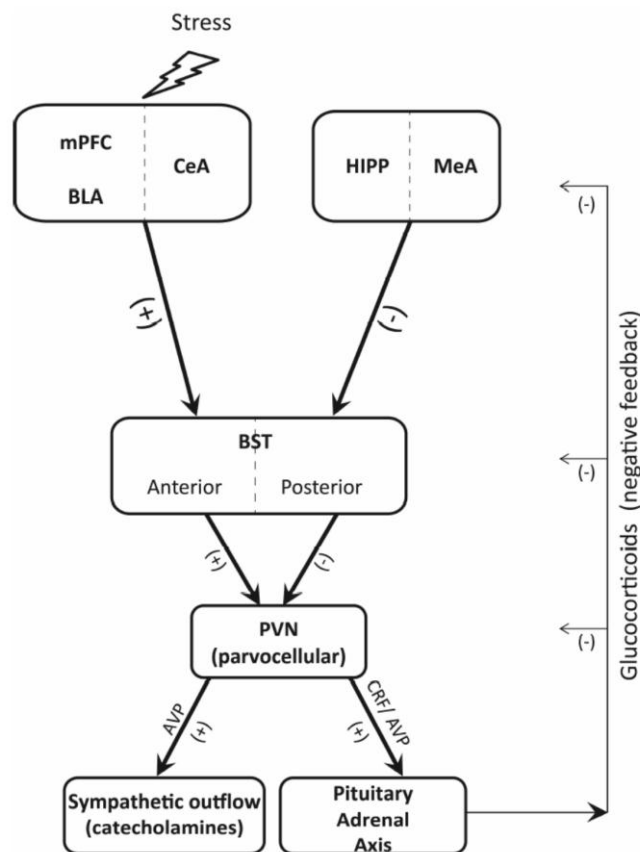 Stress
mPFC
CeA
BLA
HIPP
MeA
(-)
(+)
(-)
Glucocorticoids (negative feedback)
BST
Anterior
Posterior
(-)
(+)
(-)
PVN
(parvocellular)
(-)
AVP
(+)
CRF/ AVP
(+)
Sympathetic outflow
(catecholamines)
Pituitary
Adrenal
Axis